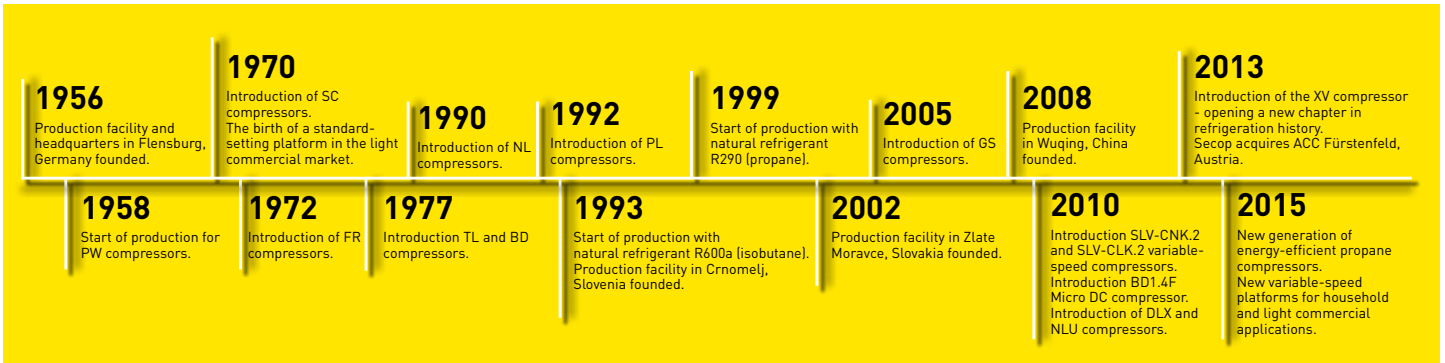 1956
Production facility and
headquarters in Flensburg,
Germany founded.
1958
Start of production for
PW compressors.
1970
Introduction of SC
compressors.
The birth of a standard-
setting platform in the light
commercial market.
1972
Introduction of FR
compressors.
1977
Introduction TL and BD
compressors.
1990
Introduction of NL
compressors.
1992
Introduction of PL
compressors.
1993
Start of production with
natural refrigerant R600a (isobutane).
Production facility in Crnomelj,
Slovenia founded.
1999
Start of production with
natural refrigerant
R290 (propane).
2002
Production facility in Zlate
Moravce, Slovakia founded.
2005
Introduction of GS
compressors.
2008
Production facility
in Wuqing, China
founded.
2010
Introduction SLV-CNK.2
and SLV-CLK.2 variable-
speed compressors.
Introduction BD1.4F
Micro DC compressor.
Introduction of DLX and
NLU compressors.
2013
Introduction of the XV compressor
- opening a new chapter in
refrigeration history.
Secop acquires ACC Fürstenfeld,
Austria.
2015
New generation of
energy-efficient propane
compressors.
New variable-speed
platforms for household
and light commercial
applications.